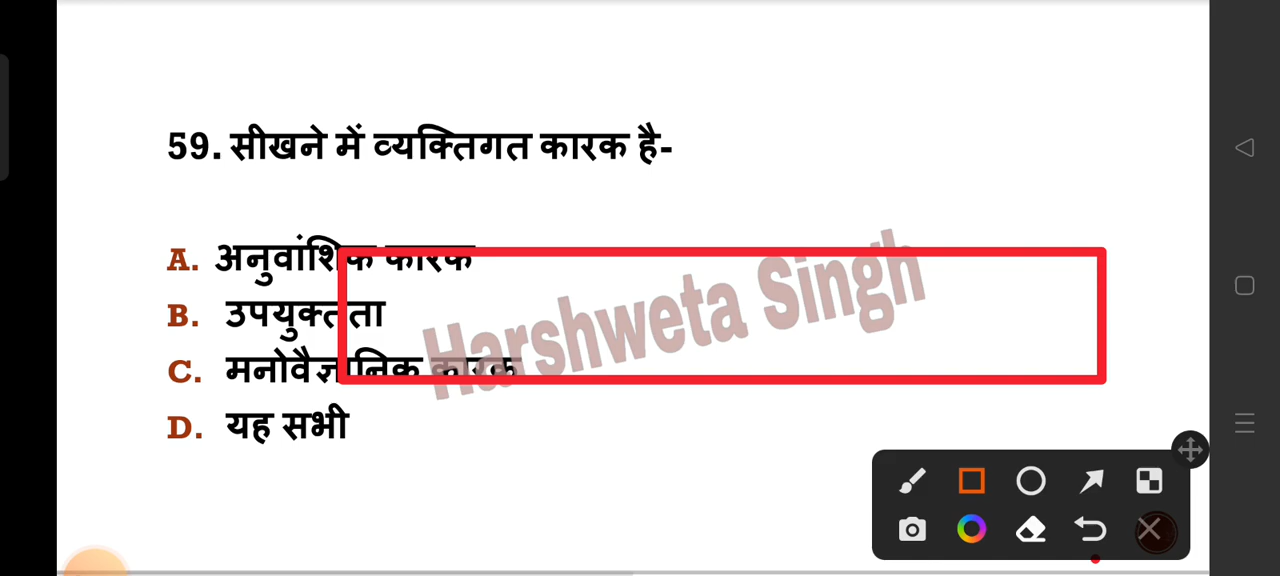 59. सीखने में व्यक्तिगत कारक है-
A. अनुवांशिक कारक
B. उपयुक्तता
C. मनोवैज्ञानिक कारक
D. यह सभी
Harshweta Singh